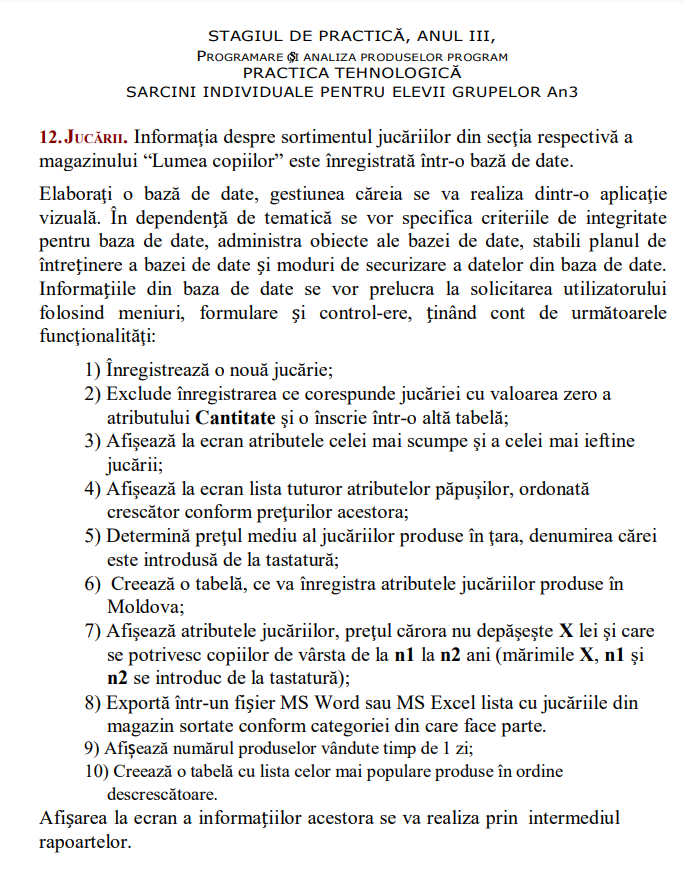 STAGIUL DE PRACTICĂ, ANUL III,
PROGRAMARE ŞI ANALIZA PRODUSELOR PROGRAM
PRACTICA TEHNOLOGICĂ
SARCINI INDIVIDUALE PENTRU ELEVII GRUPELOR An3
12.JUCĂRII. Informaţia despre sortimentul jucăriilor din secţia respectivă a
magazinului “Lumea copiilor” este înregistrată într-o bază de date.
Elaboraţi o bază de date, gestiunea căreia se va realiza dintr-o aplicaţie
vizuală. În dependenţă de tematică se vor specifica criteriile de integritate
pentru baza de date, administra obiecte ale bazei de date, stabili planul de
întreţinere a bazei de date şi moduri de securizare a datelor din baza de date.
Informaţiile din baza de date se vor prelucra la solicitarea utilizatorului
folosind meniuri, formulare şi control-ere, ţinând cont de următoarele
funcţionalităţi:
1) Înregistrează o nouă jucărie;
2) Exclude înregistrarea ce corespunde jucăriei cu valoarea zero a
atributului Cantitate şi o înscrie într-o altă tabelă;
3) Afişează la ecran atributele celei mai scumpe şi a celei mai ieftine
jucării;
4) Afişează la ecran lista tuturor atributelor păpuşilor, ordonată
crescător conform preţurilor acestora;
5) Determină preţul mediu al jucăriilor produse în ţara, denumirea cărei
este introdusă de la tastatură;
6) Creează o tabelă, ce va înregistra atributele jucăriilor produse în
Moldova;
7) Afişează atributele jucăriilor, preţul cărora nu depăşeşte X lei şi care
se potrivesc copiilor de vârsta de la n1 la n2 ani (mărimile X, n1 şi
n2 se introduc de la tastatură);
8) Exportă într-un fişier MS Word sau MS Excel lista cu jucăriile din
magazin sortate conform categoriei din care face parte.
9) Afişează numărul produselor vândute timp de 1 zi;
10) Creează o tabelă cu lista celor mai populare produse în ordine
descrescătoare.
Afişarea la ecran a informaţiilor acestora se va realiza prin intermediul
rapoartelor.